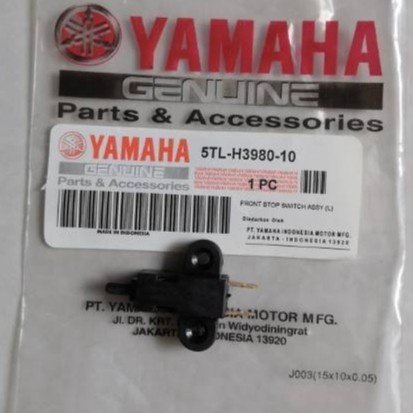 YAMAHA
GENUINE
Parts & Accessories
YAMAHA 5TL-H3980-10
GENUINE
Parts & Accessories
1 PC
FRONT STOP SWITCH ASSY (L)
MADE IN INDONESIA
Diedarkan Oleh
PT. YAMAHA INDONESIA MOTOR MFG.
JAKARTA - INDONESIA 13920
PT. YAMA MOTOR MFG.
JL. DR. KRT. n Widyodiningrat
JAKAR ONESIA 13920
J003(15x10x0.05)